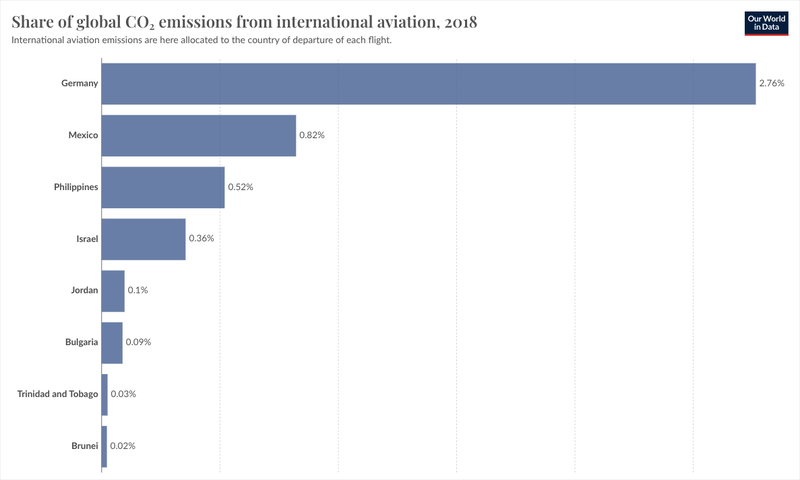 Share of global CO₂ emissions from international aviation, 2018
International aviation emissions are here allocated to the country of departure of each flight.
Our World
in Data
Germany 2.76%
Mexico 0.82%
Philippines 0.52%
Israel 0.36%
Jordan 0.1%
Bulgaria 0.09%
Trinidad and Tobago 0.03%
Brunei 0.02%